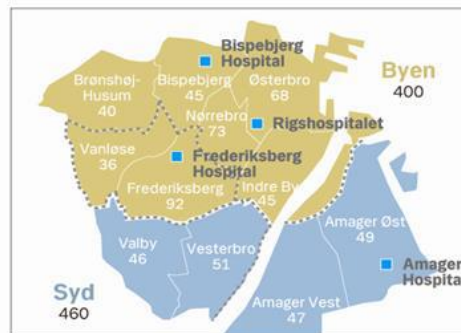 Bispebjerg
Hospital
Byen
400
Brønshøj-
Husum
40
Bispebjerg
45
Østerbro
68
Nørrebro
73
Rigshospitalet
Vanløse
36
Frederiksberg
Hospital
Frederiksberg
92
Indre By
45
Valby
46
Vesterbro
51
Amager Øst
49
Amager
Hospital
Syd
460
Amager Vest
47